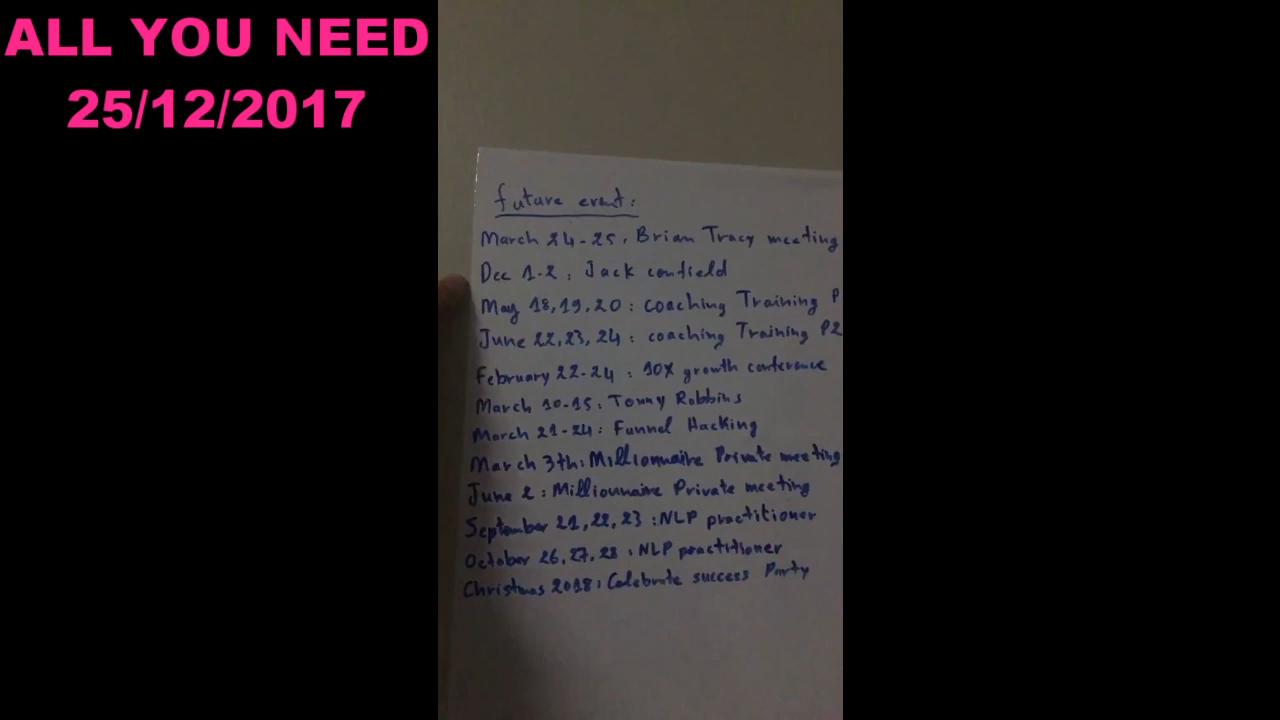 ALL YOU NEED
25/12/2017
future event:
March 24-25, Brian Tracy meeting
Dec 1-2: Jack canfield
May 18,19,20: coaching Training P
June 22,23, 24: coaching Training P2
February 22-24: 10X growth conference
March 10-15: Tonny Robbins
March 21-24: Funnel Hacking
March 3th: Millionnaire Private meeting
June 2: Millionnaire Private meeting
September 21,22,23: NLP practitioner
October 26,27,28: NLP practitioner
Christmas 2018: Celebrate success Party